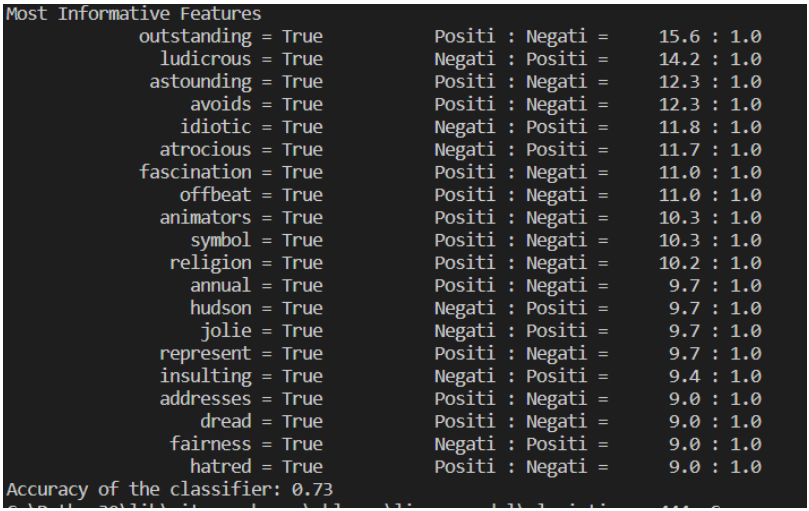 Most Informative Features
outstanding = True Positi : Negati = 15.6 : 1.0
ludicrous = True Negati : Positi = 14.2 : 1.0
astounding = True Positi : Negati = 12.3 : 1.0
avoids = True Positi : Negati = 12.3 : 1.0
idiotic = True Negati : Positi = 11.8 : 1.0
atrocious = True Negati : Positi = 11.7 : 1.0
fascination = True Positi : Negati = 11.0 : 1.0
offbeat = True Positi : Negati = 11.0 : 1.0
animators = True Positi : Negati = 10.3 : 1.0
symbol = True Positi : Negati = 10.3 : 1.0
religion = True Positi : Negati = 10.2 : 1.0
annual = True Positi : Negati = 9.7 : 1.0
hudson = True Negati : Positi = 9.7 : 1.0
jolie = True Negati : Positi = 9.7 : 1.0
represent = True Positi : Negati = 9.7 : 1.0
insulting = True Negati : Positi = 9.4 : 1.0
addresses = True Positi : Negati = 9.0 : 1.0
dread = True Positi : Negati = 9.0 : 1.0
fairness = True Negati : Positi = 9.0 : 1.0
hatred = True Positi : Negati = 9.0 : 1.0
Accuracy of the classifier: 0.73